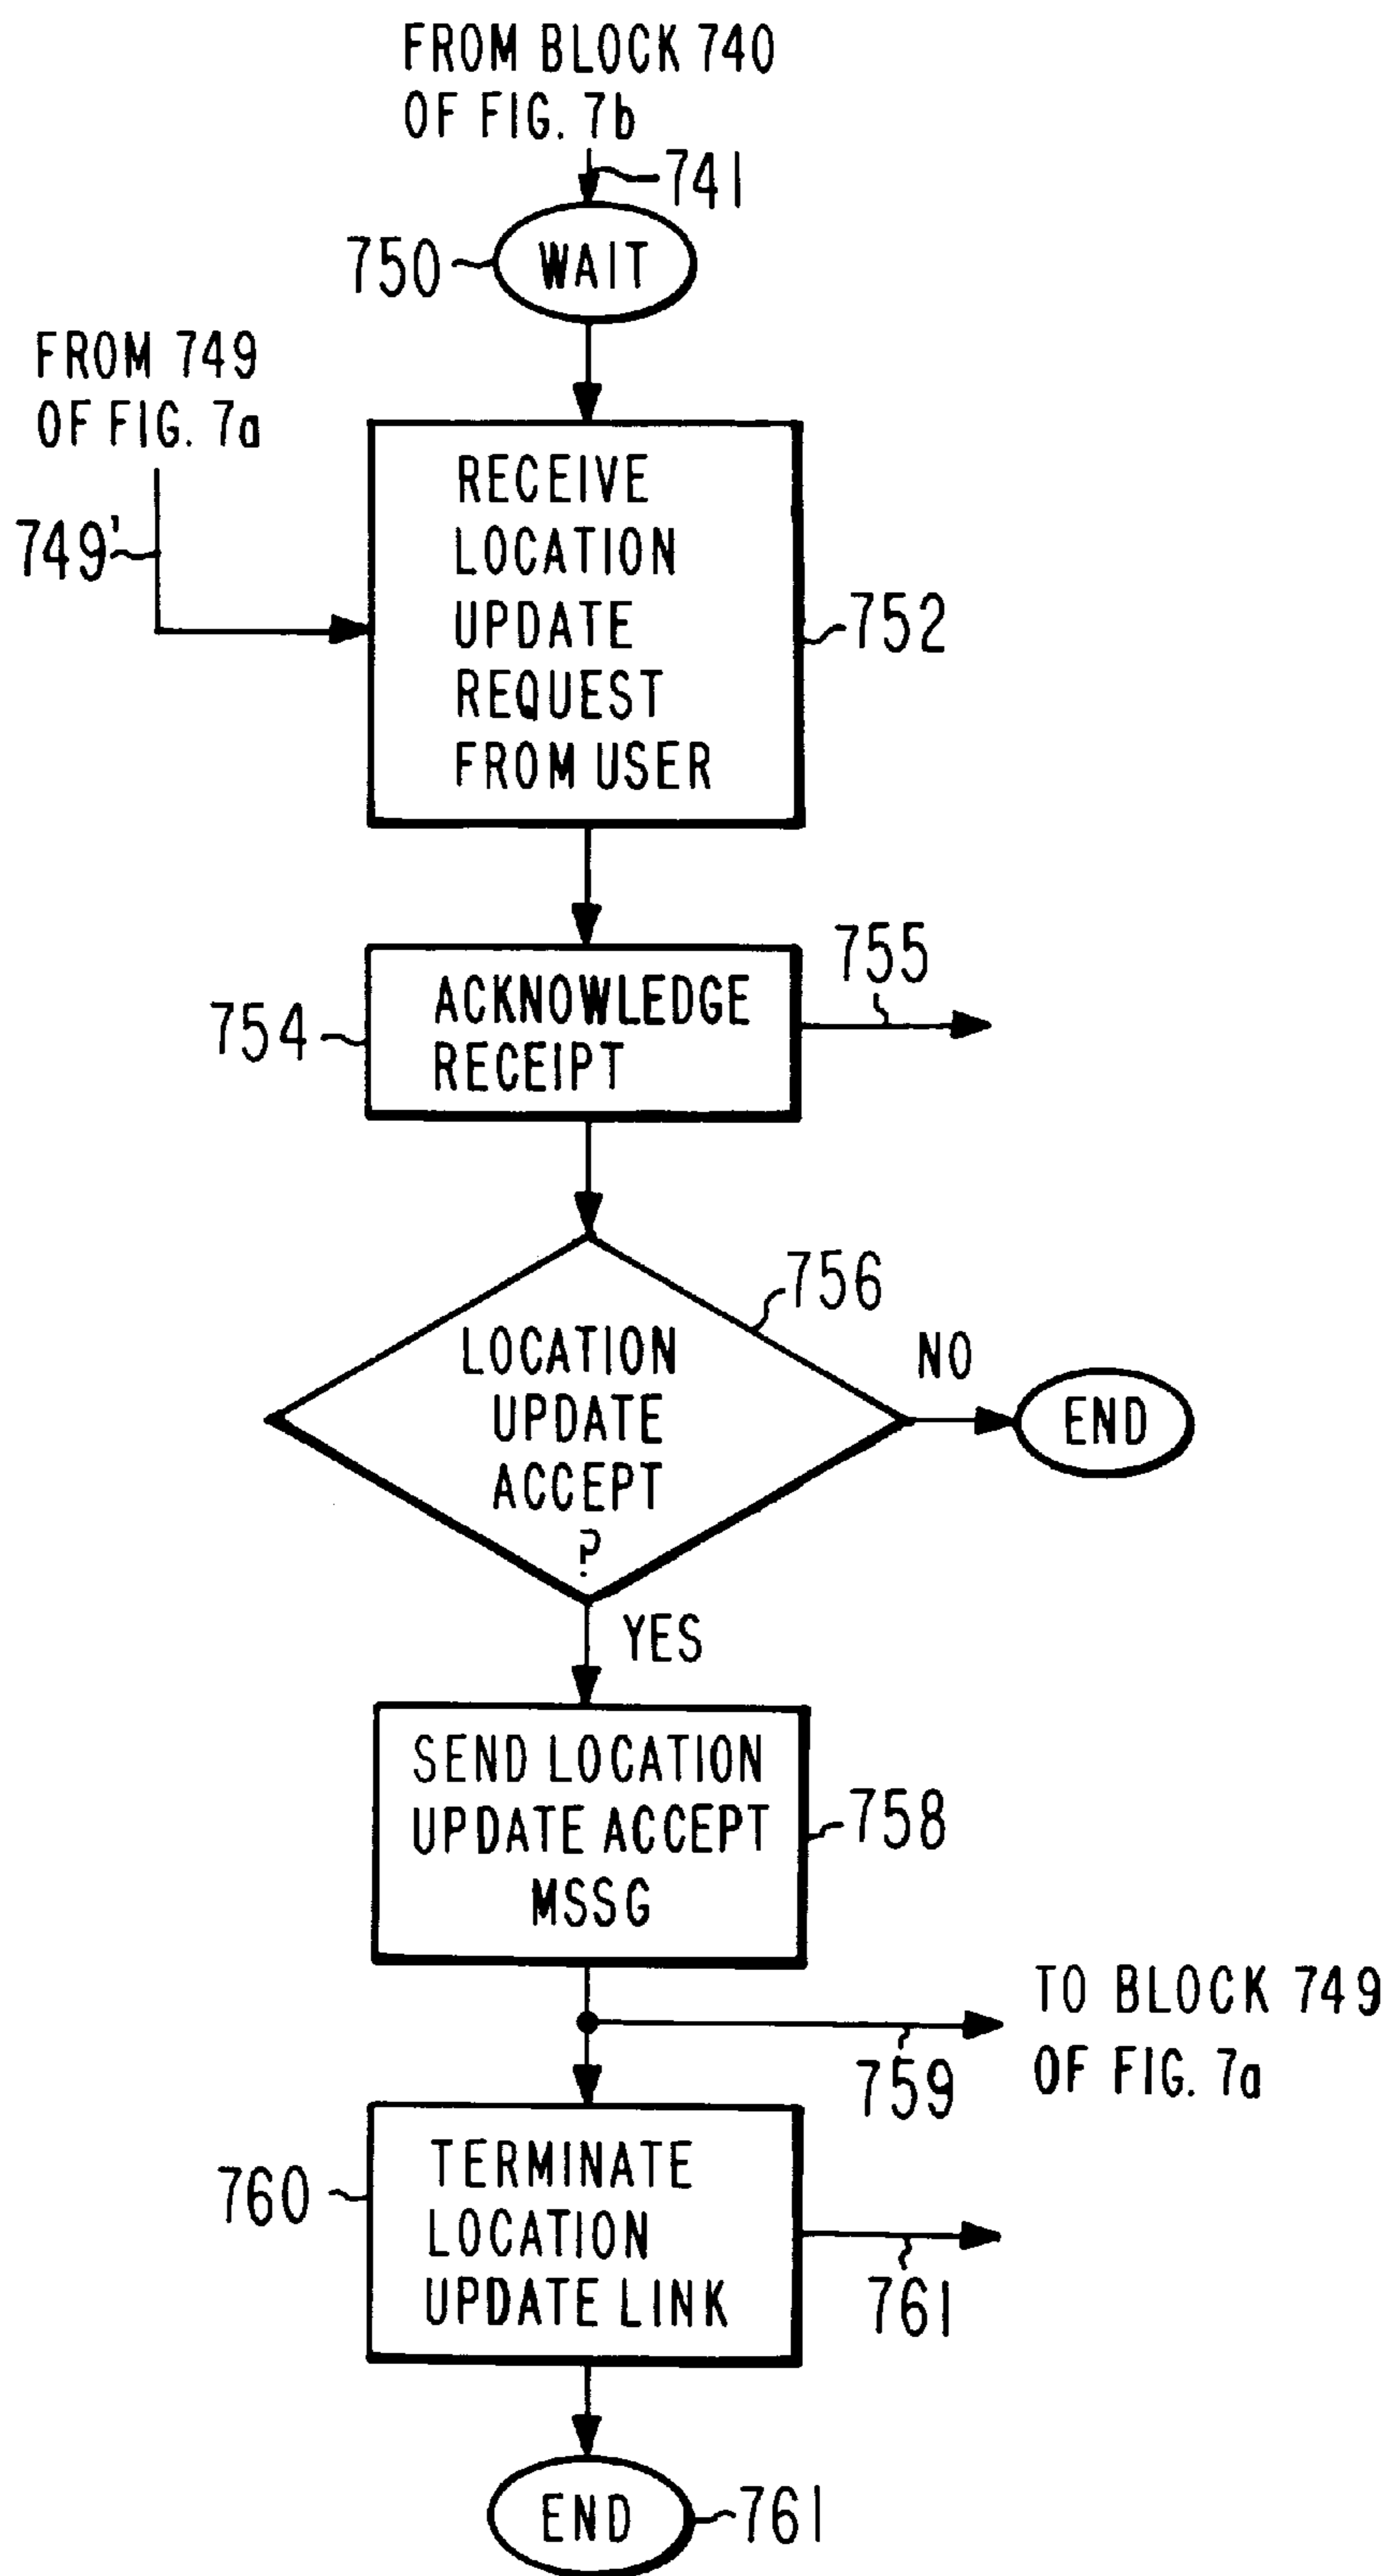 FROM BLOCK 740
OF FIG. 7b
741
750
WAIT
FROM 749
OF FIG. 7a
749'
RECEIVE
LOCATION
UPDATE
REQUEST
FROM USER
752
755
754
ACKNOWLEDGE
RECEIPT
756
LOCATION
UPDATE
ACCEPT
?
NO
END
YES
SEND LOCATION
UPDATE ACCEPT
MSSG
758
TO BLOCK 749
OF FIG. 7a
759
760
TERMINATE
LOCATION
UPDATE LINK
761
END
761